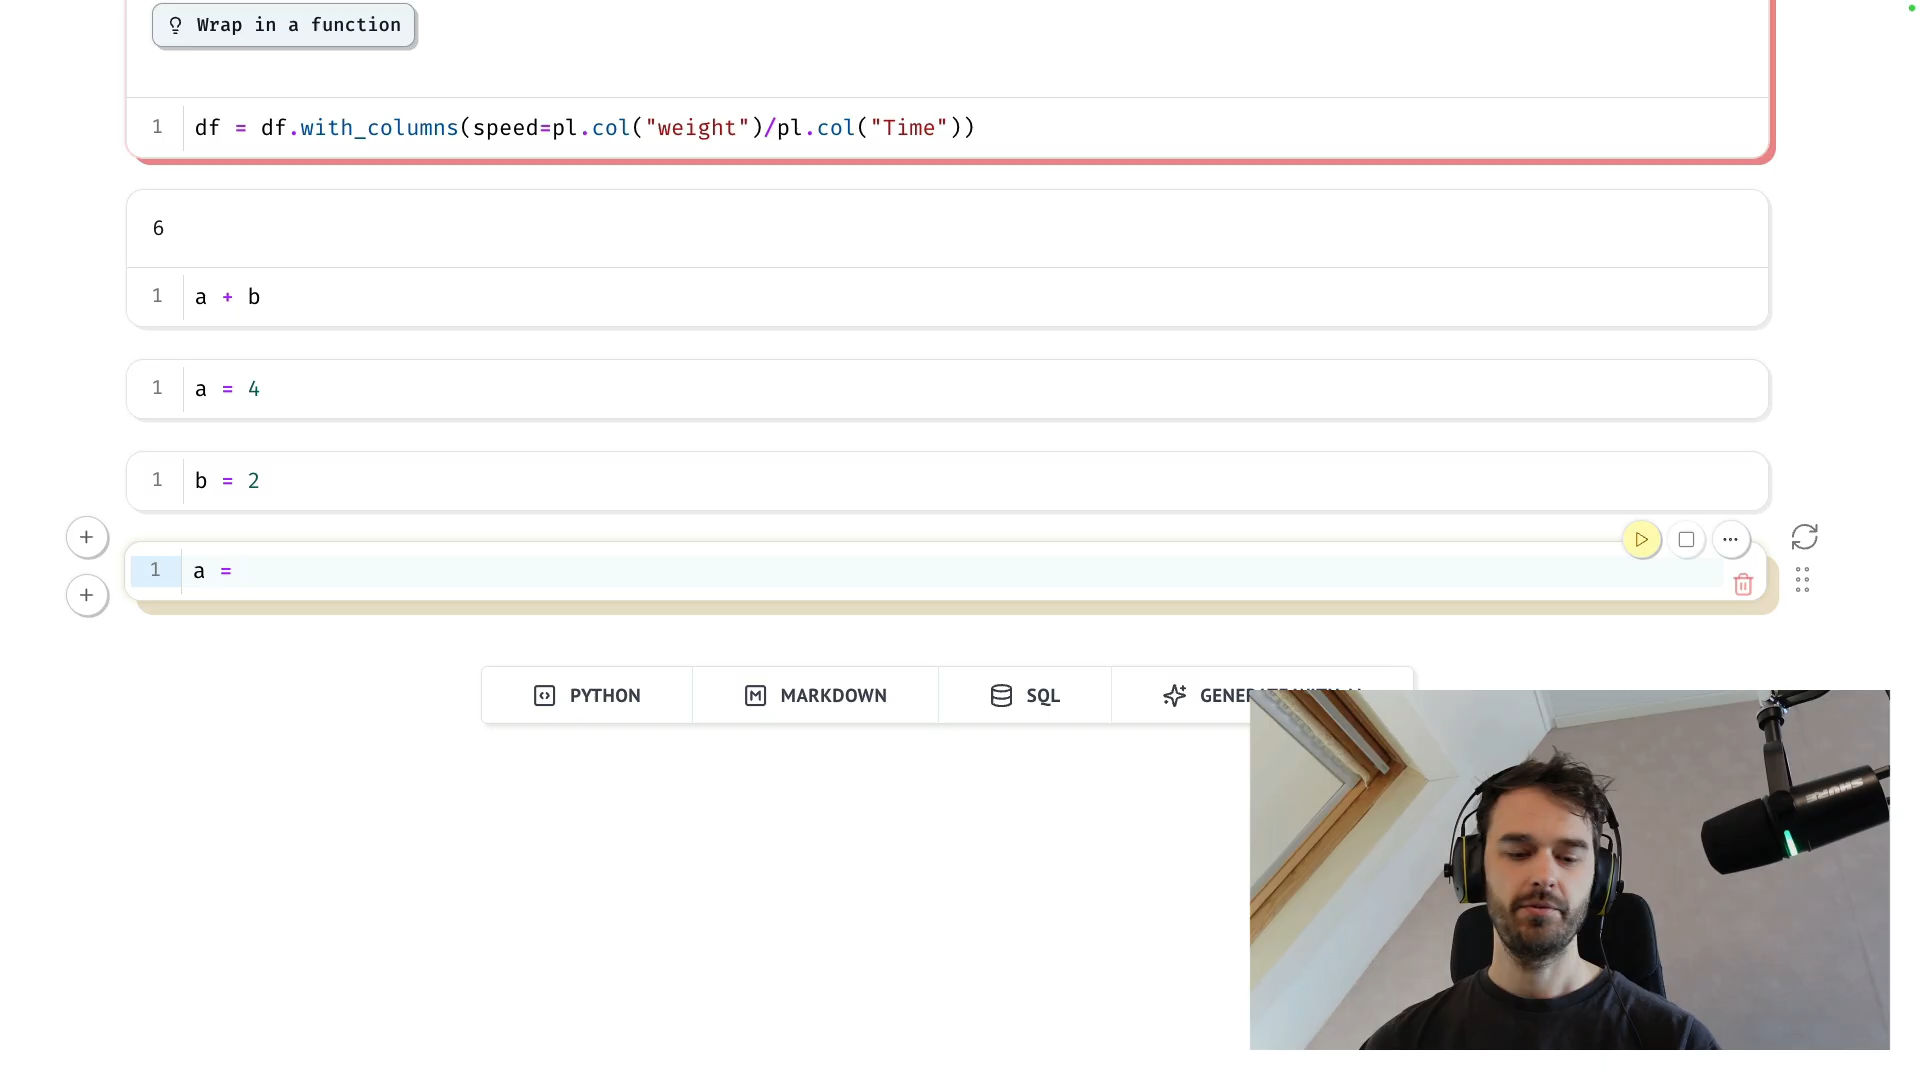 Wrap in a function
1 df = df.with_columns(speed=pl.col("weight")/pl.col("Time"))
6
1 a + b
1 a = 4
1 b = 2
1 a =
PYTHON MARKDOWN SQL
SHURE